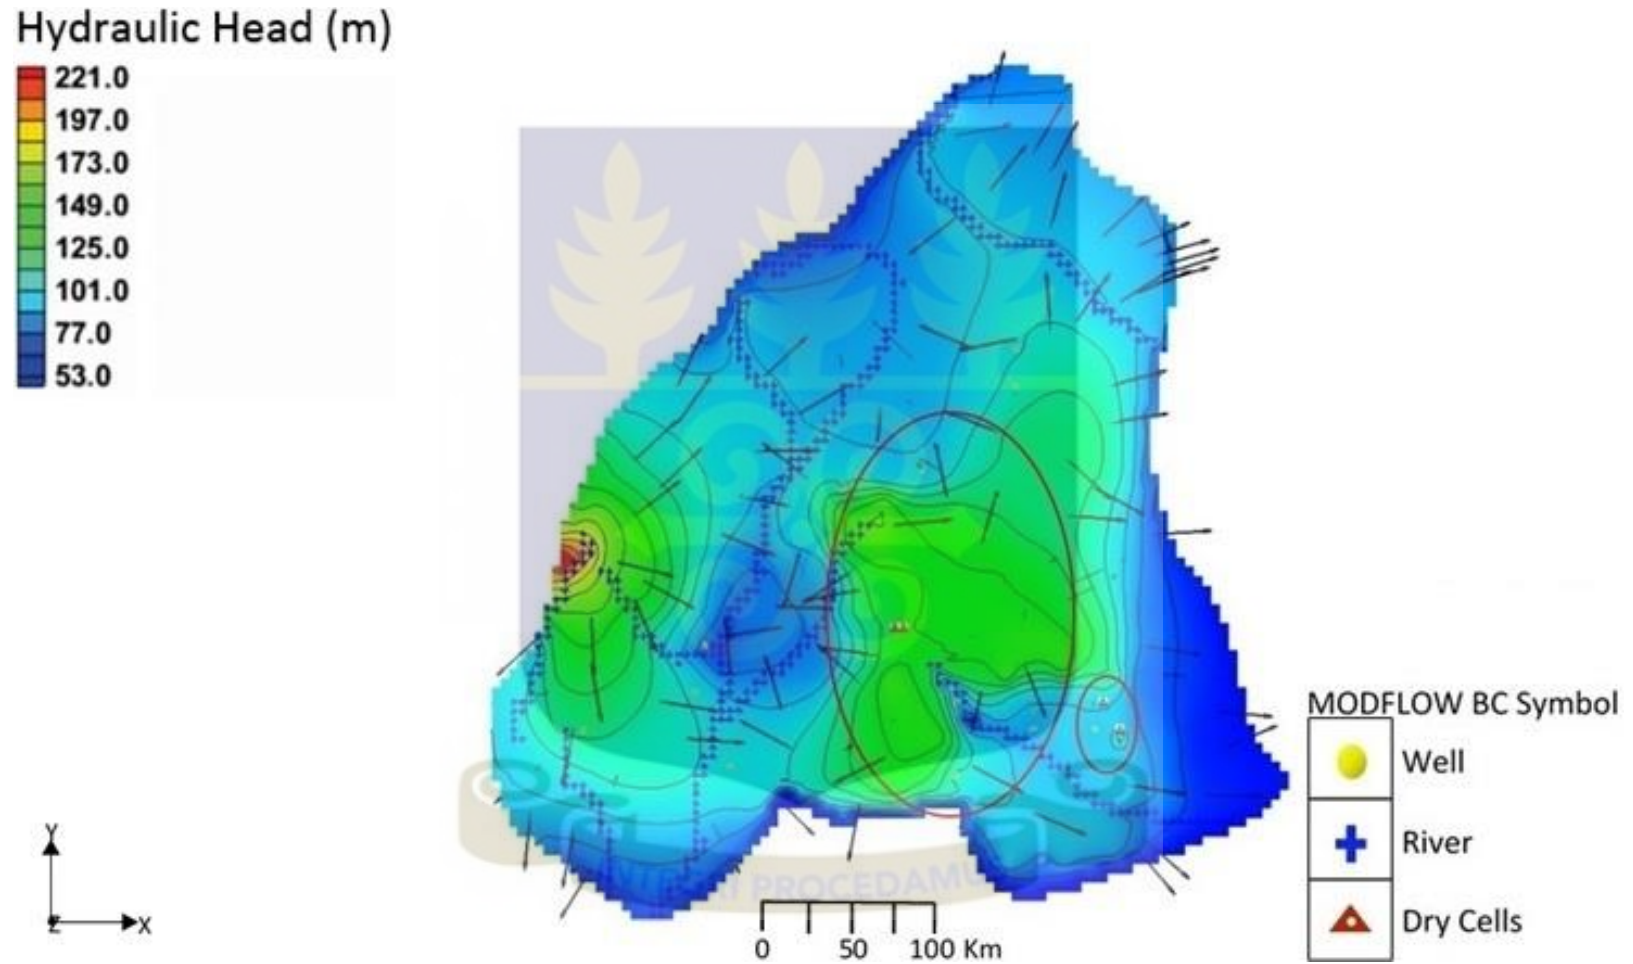 Hydraulic Head (m)
221.0
197.0
173.0
149.0
125.0
101.0
77.0
53.0
MODFLOW BC Symbol
Well
River
Dry Cells
Y
Z
X
0 50 100 Km
PROCEDAMU